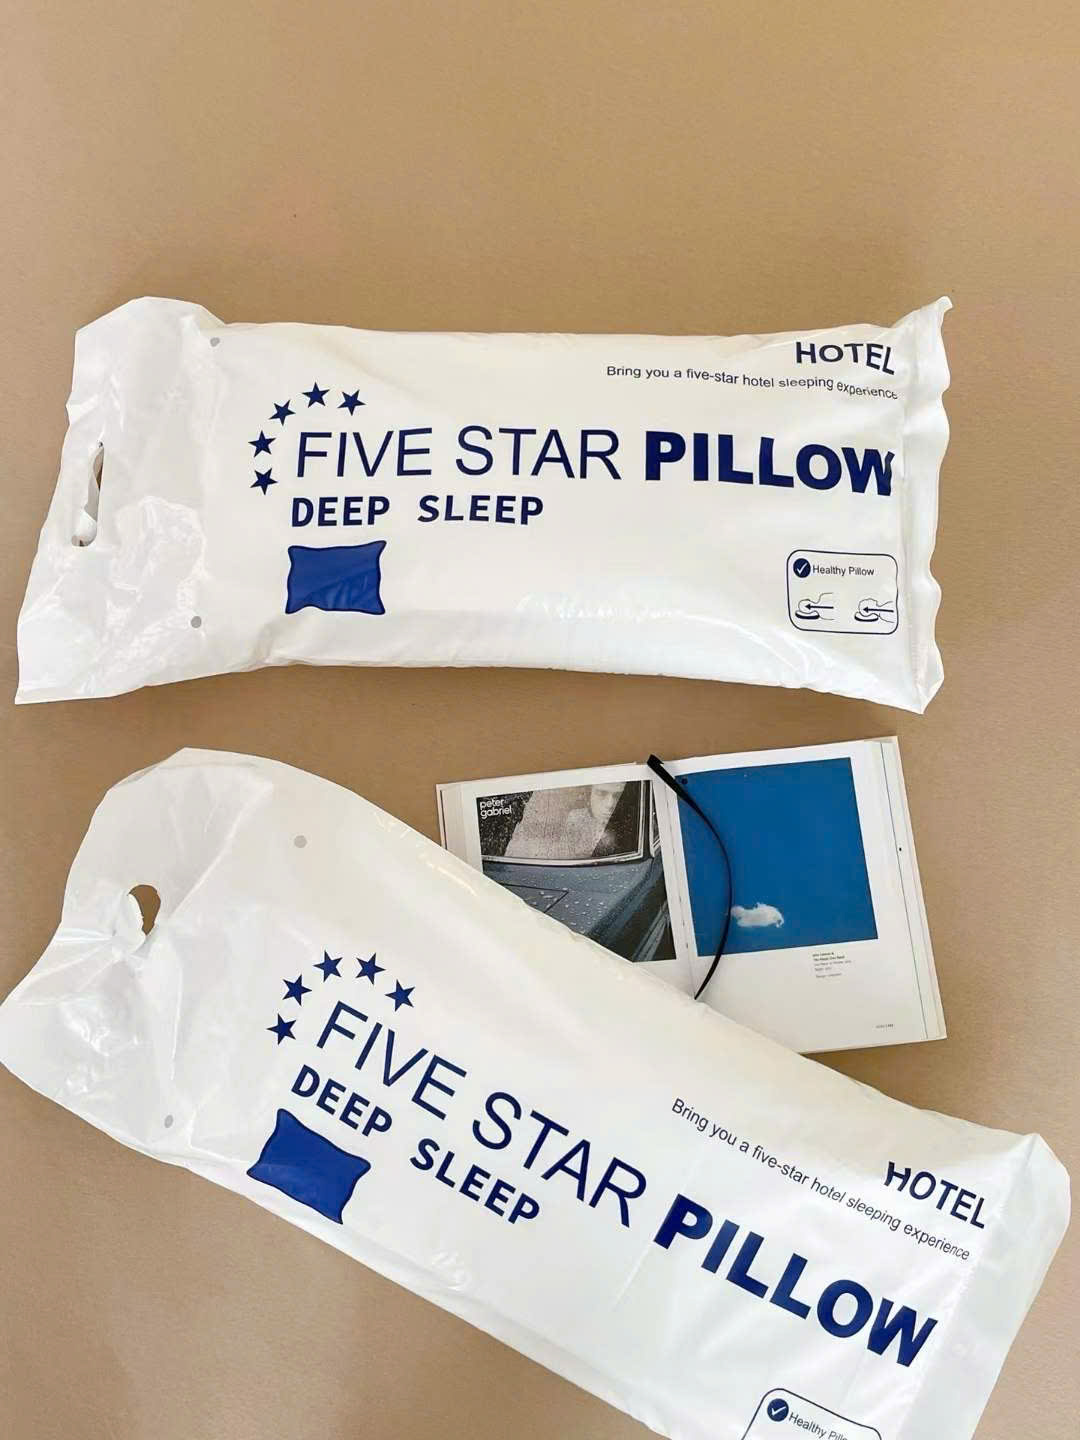 HOTEL
Bring you a five-star hotel sleeping experience
FIVE STAR PILLOW
DEEP SLEEP
Healthy Pillow
peter
gabriel
FIVE STAR PILLOW
DEEP SLEEP
Bring you a five-star hotel sleeping experience
HOTEL
Healthy